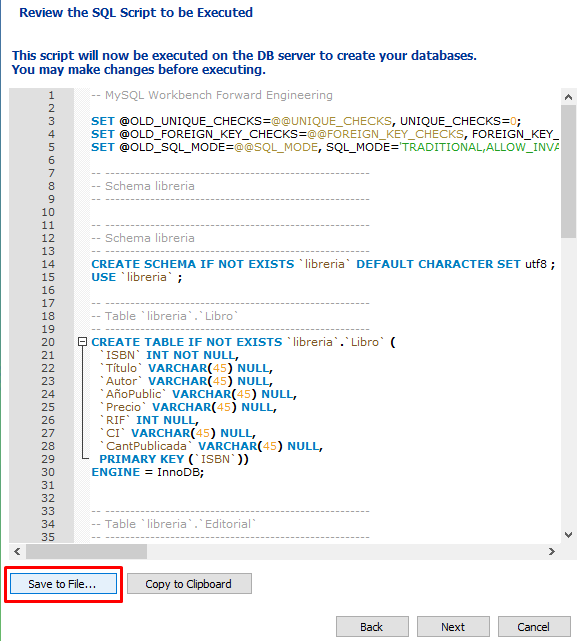 Review the SQL Script to be Executed
This script will now be executed on the DB server to create your databases.
You may make changes before executing.
1 -- MySQL Workbench Forward Engineering
2
3 SET @OLD_UNIQUE_CHECKS=@@UNIQUE_CHECKS, UNIQUE_CHECKS=0;
4 SET @OLD_FOREIGN_KEY_CHECKS=@@FOREIGN_KEY_CHECKS, FOREIGN_KEY_
5 SET @OLD_SQL_MODE=@@SQL_MODE, SQL_MODE='TRADITIONAL,ALLOW_INVA
6
7 -- -----------------------------------------------------
8 -- Schema libreria
9 -- -----------------------------------------------------
10
11 -- -----------------------------------------------------
12 -- Schema libreria
13 -- -----------------------------------------------------
14 CREATE SCHEMA IF NOT EXISTS `libreria` DEFAULT CHARACTER SET utf8 ;
15 USE `libreria` ;
16
17 -- -----------------------------------------------------
18 -- Table `libreria`.`Libro`
19 -- -----------------------------------------------------
20 CREATE TABLE IF NOT EXISTS `libreria`.`Libro` (
21 `ISBN` INT NOT NULL,
22 `Título` VARCHAR(45) NULL,
23 `Autor` VARCHAR(45) NULL,
24 `AñoPublic` VARCHAR(45) NULL,
25 `Precio` VARCHAR(45) NULL,
26 `RIF` INT NULL,
27 `CI` VARCHAR(45) NULL,
28 `CantPublicada` VARCHAR(45) NULL,
29 PRIMARY KEY (`ISBN`))
30 ENGINE = InnoDB;
31
32
33 -- -----------------------------------------------------
34 -- Table `libreria`.`Editorial`
35 -- -----------------------------------------------------
Save to File... Copy to Clipboard
Back Next Cancel